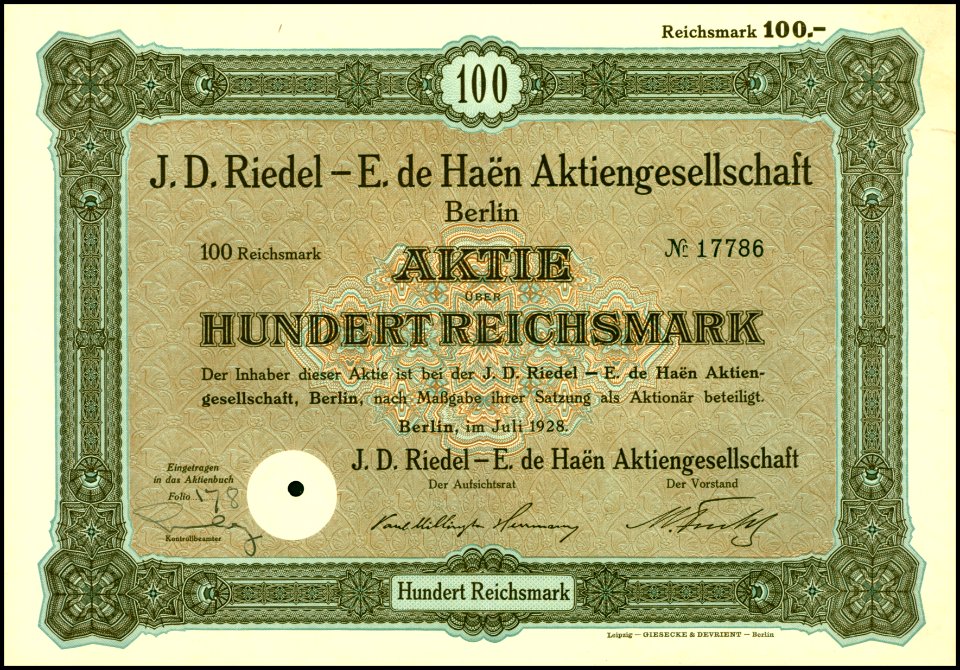 Reichsmark 100.–
100
J. D. Riedel – E. de Haën Aktiengesellschaft
Berlin
100 Reichsmark
№ 17786
AKTIE
ÜBER
HUNDERT REICHSMARK
Der Inhaber dieser Aktie ist bei der J. D. Riedel – E. de Haën Aktien-
gesellschaft, Berlin, nach Maßgabe ihrer Satzung als Aktionär beteiligt.
Berlin, im Juli 1928.
J. D. Riedel – E. de Haën Aktiengesellschaft
Der Aufsichtsrat
Der Vorstand
Eingetragen
in das Aktienbuch
Folio 178
Kontrollbeamter
Paul Millington Herrmann
Hundert Reichsmark
Leipzig – GIESECKE & DEVRIENT – Berlin